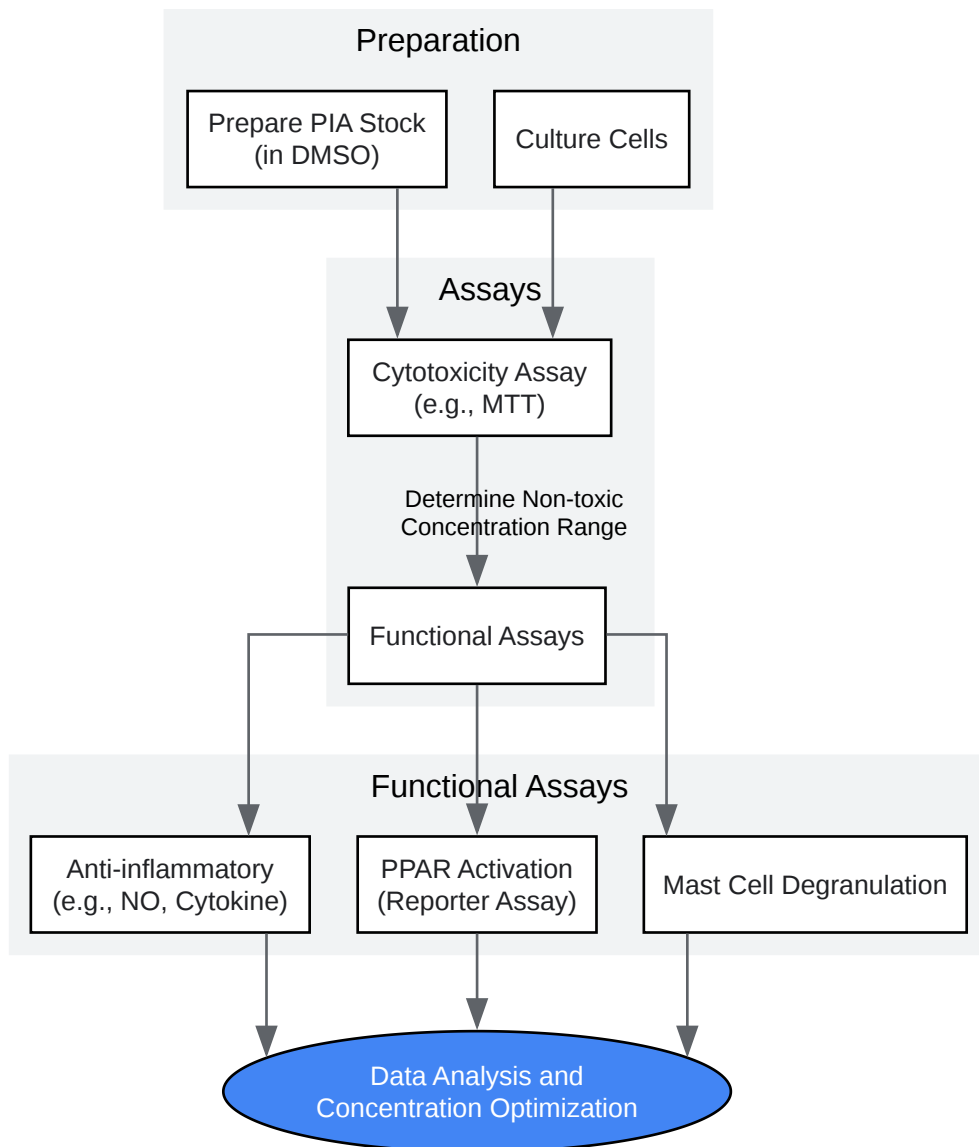 Preparation
Prepare PIA Stock
(in DMSO)
Culture Cells
Assays
Cytotoxicity Assay
(e.g., MTT)
Determine Non-toxic
Concentration Range
Functional Assays
Functional Assays
Anti-inflammatory
(e.g., NO, Cytokine)
PPAR Activation
(Reporter Assay)
Mast Cell Degranulation
Data Analysis and
Concentration Optimization